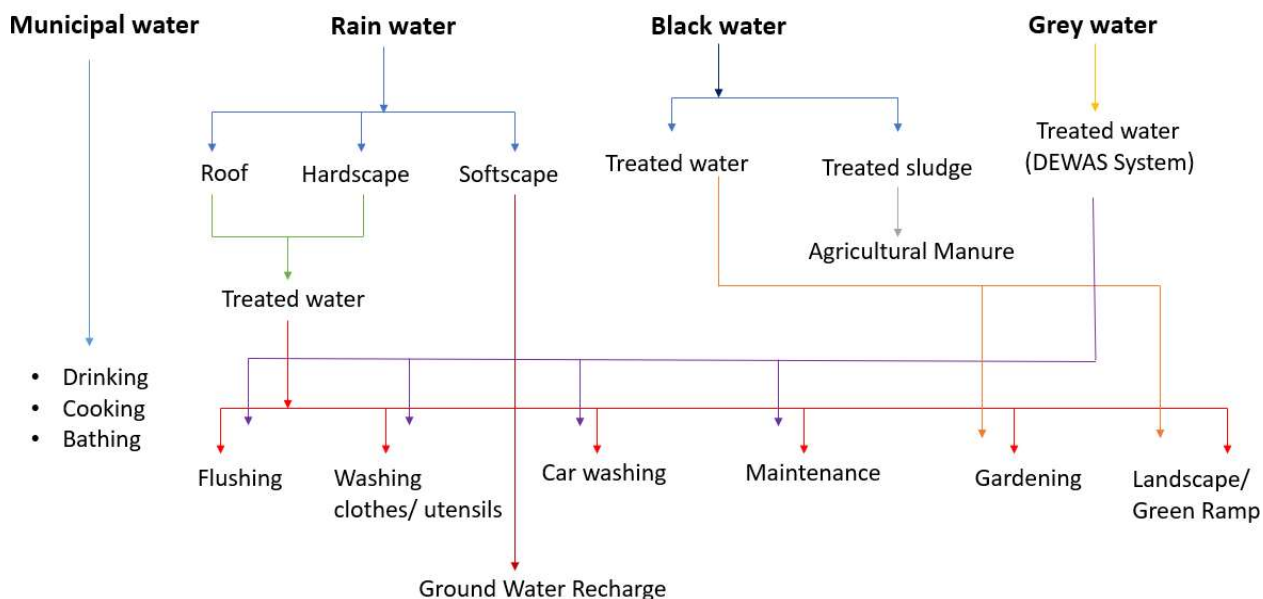 Municipal water
Rain water
Black water
Grey water
Roof
Hardscape
Softscape
Treated water
Treated sludge
Treated water
(DEWAS System)
Agricultural Manure
Treated water
• Drinking
• Cooking
• Bathing
Flushing
Washing
clothes/ utensils
Car washing
Maintenance
Gardening
Landscape/
Green Ramp
Ground Water Recharge